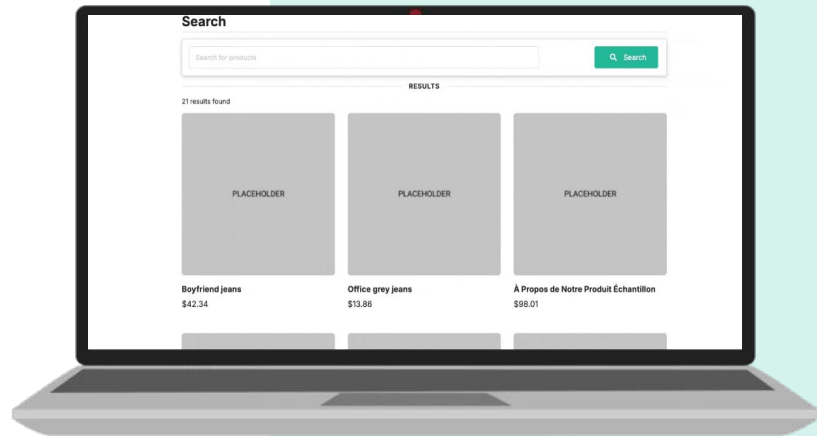 Search
Search for products
Search
RESULTS
21 results found
PLACEHOLDER
PLACEHOLDER
PLACEHOLDER
Boyfriend jeans
Office grey jeans
À Propos de Notre Produit Échantillon
$42.34
$13.86
$98.01